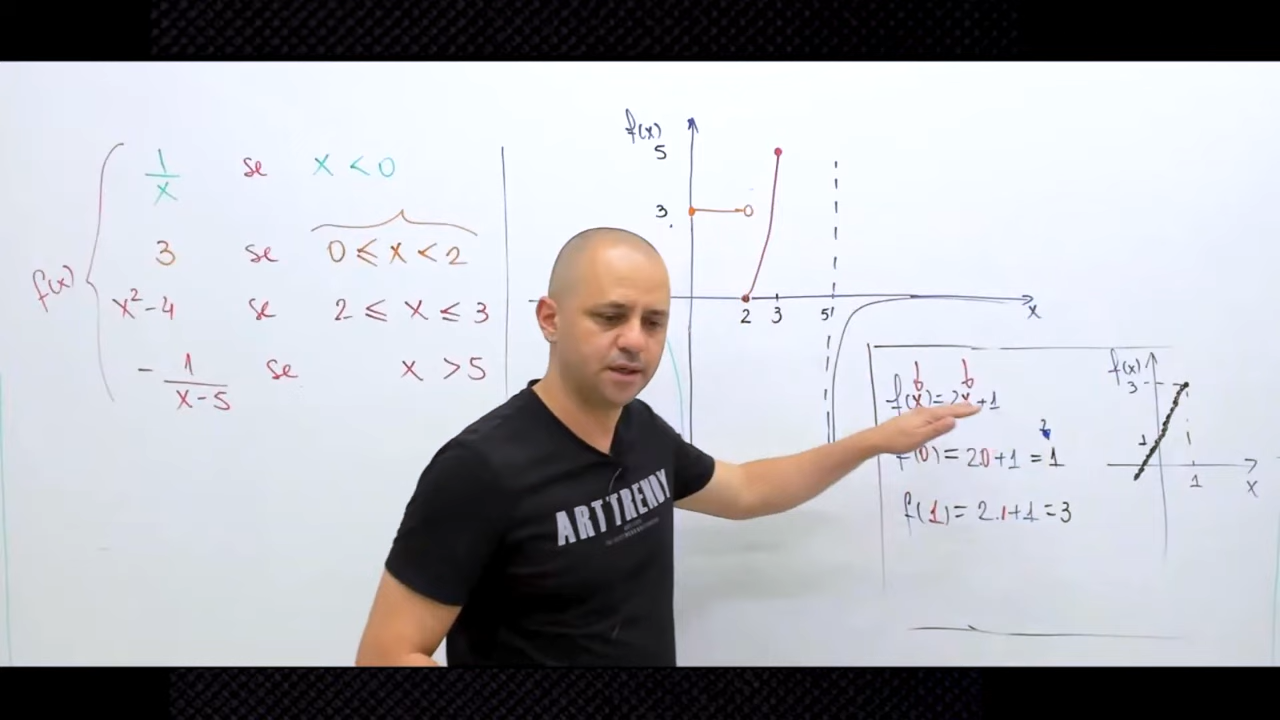 f(x)
1/x se x < 0
3 se 0 ≤ x < 2
x²-4 se 2 ≤ x ≤ 3
- 1/(x-5) se x > 5
f(x)
5
3
2 3 5
x
f(x) = 2x+1
f(0) = 2.0+1 = 1
f(1) = 2.1+1 = 3
f(x)
3
1
1
x
ART TRENDY